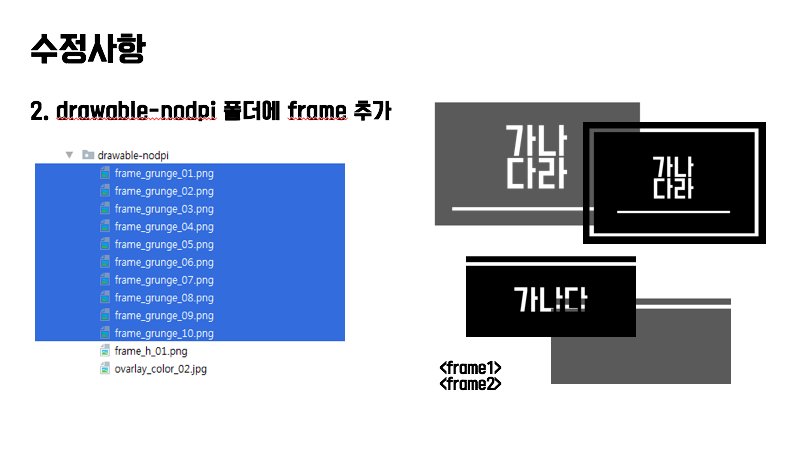 수정사항
2. drawable-nodpi 폴더에 frame 추가
drawable-nodpi
frame_grunge_01.png
frame_grunge_02.png
frame_grunge_03.png
frame_grunge_04.png
frame_grunge_05.png
frame_grunge_06.png
frame_grunge_07.png
frame_grunge_08.png
frame_grunge_09.png
frame_grunge_10.png
frame_h_01.png
ovarlay_color_02.jpg
가나
다라
가나
다라
가나다
<frame1>
<frame2>